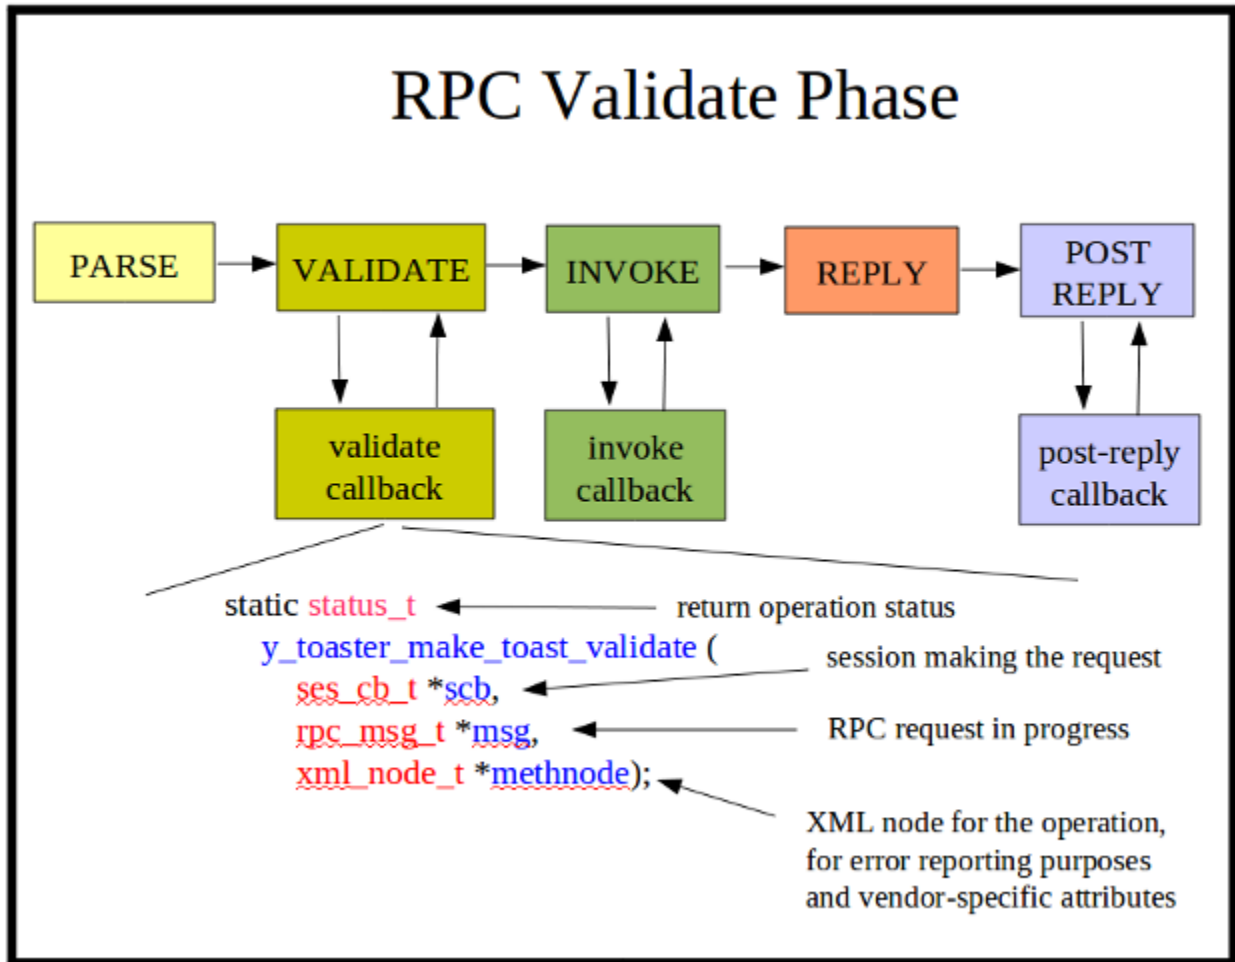 RPC Validate Phase
PARSE
VALIDATE
INVOKE
REPLY
POST
REPLY
validate
callback
invoke
callback
post-reply
callback
static status_t
return operation status
y_toaster_make_toast_validate (
session making the request
ses_cb_t *scb,
rpc_msg_t *msg,
RPC request in progress
xml_node_t *methnode);
XML node for the operation,
for error reporting purposes
and vendor-specific attributes